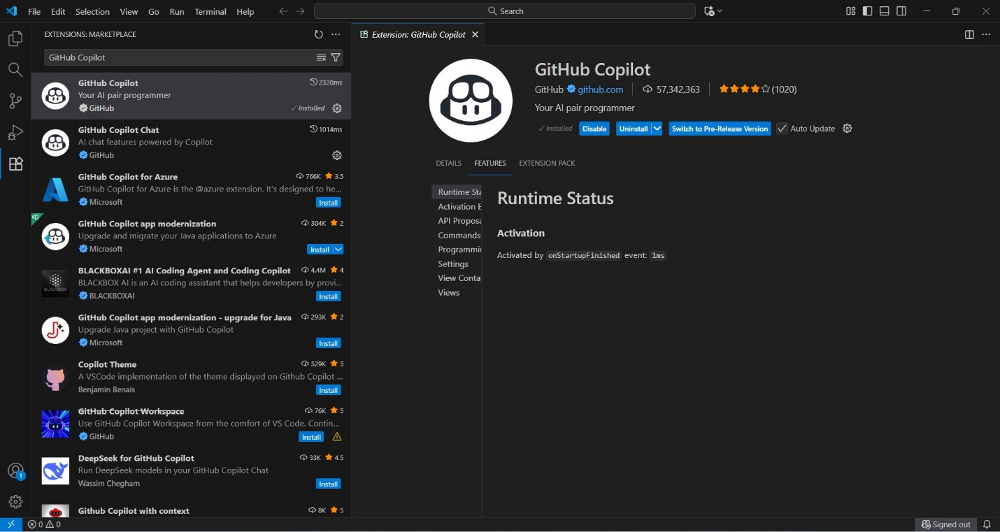 File Edit Selection View Go Run Terminal Help
Search
EXTENSIONS: MARKETPLACE
GitHub Copilot
GitHub Copilot 2320ms
Your AI pair programmer
GitHub Installed
GitHub Copilot Chat 1014ms
AI chat features powered by Copilot
GitHub
GitHub Copilot for Azure 766K 3.5
GitHub Copilot for Azure is the @azure extension. It's designed to he...
Microsoft Install
GitHub Copilot app modernization 304K 2
Upgrade and migrate your Java applications to Azure
Microsoft Install
BLACKBOXAI #1 AI Coding Agent and Coding Copilot 4.4M 4
BLACKBOX AI is an AI coding assistant that helps developers by provi...
BLACKBOX
BLACKBOXAI Install
GitHub Copilot app modernization - upgrade for Java 293K 2
Upgrade Java project with GitHub Copilot
Microsoft Install
Copilot Theme 529K 5
A VSCode implementation of the theme displayed on Github Copilot ...
Benjamin Benais Install
GitHub Copilot Workspace 76K 5
Use GitHub Copilot Workspace from the comfort of VS Code. Contin...
GitHub Install
DeepSeek for GitHub Copilot 33K 4.5
Run DeepSeek models in your GitHub Copilot Chat
Wassim Chegham Install
Github Copilot with context 8K 5
Extension: GitHub Copilot
GitHub Copilot
GitHub github.com 57,342,363 (1020)
Your AI pair programmer
Installed Disable Uninstall Switch to Pre-Release Version Auto Update
DETAILS FEATURES EXTENSION PACK
Runtime Sta
Activation E
API Proposa
Commands
Programmi
Settings
View Conta
Views
Runtime Status
Activation
Activated by onStartupFinished event: 1ms
1
0 0
Signed out